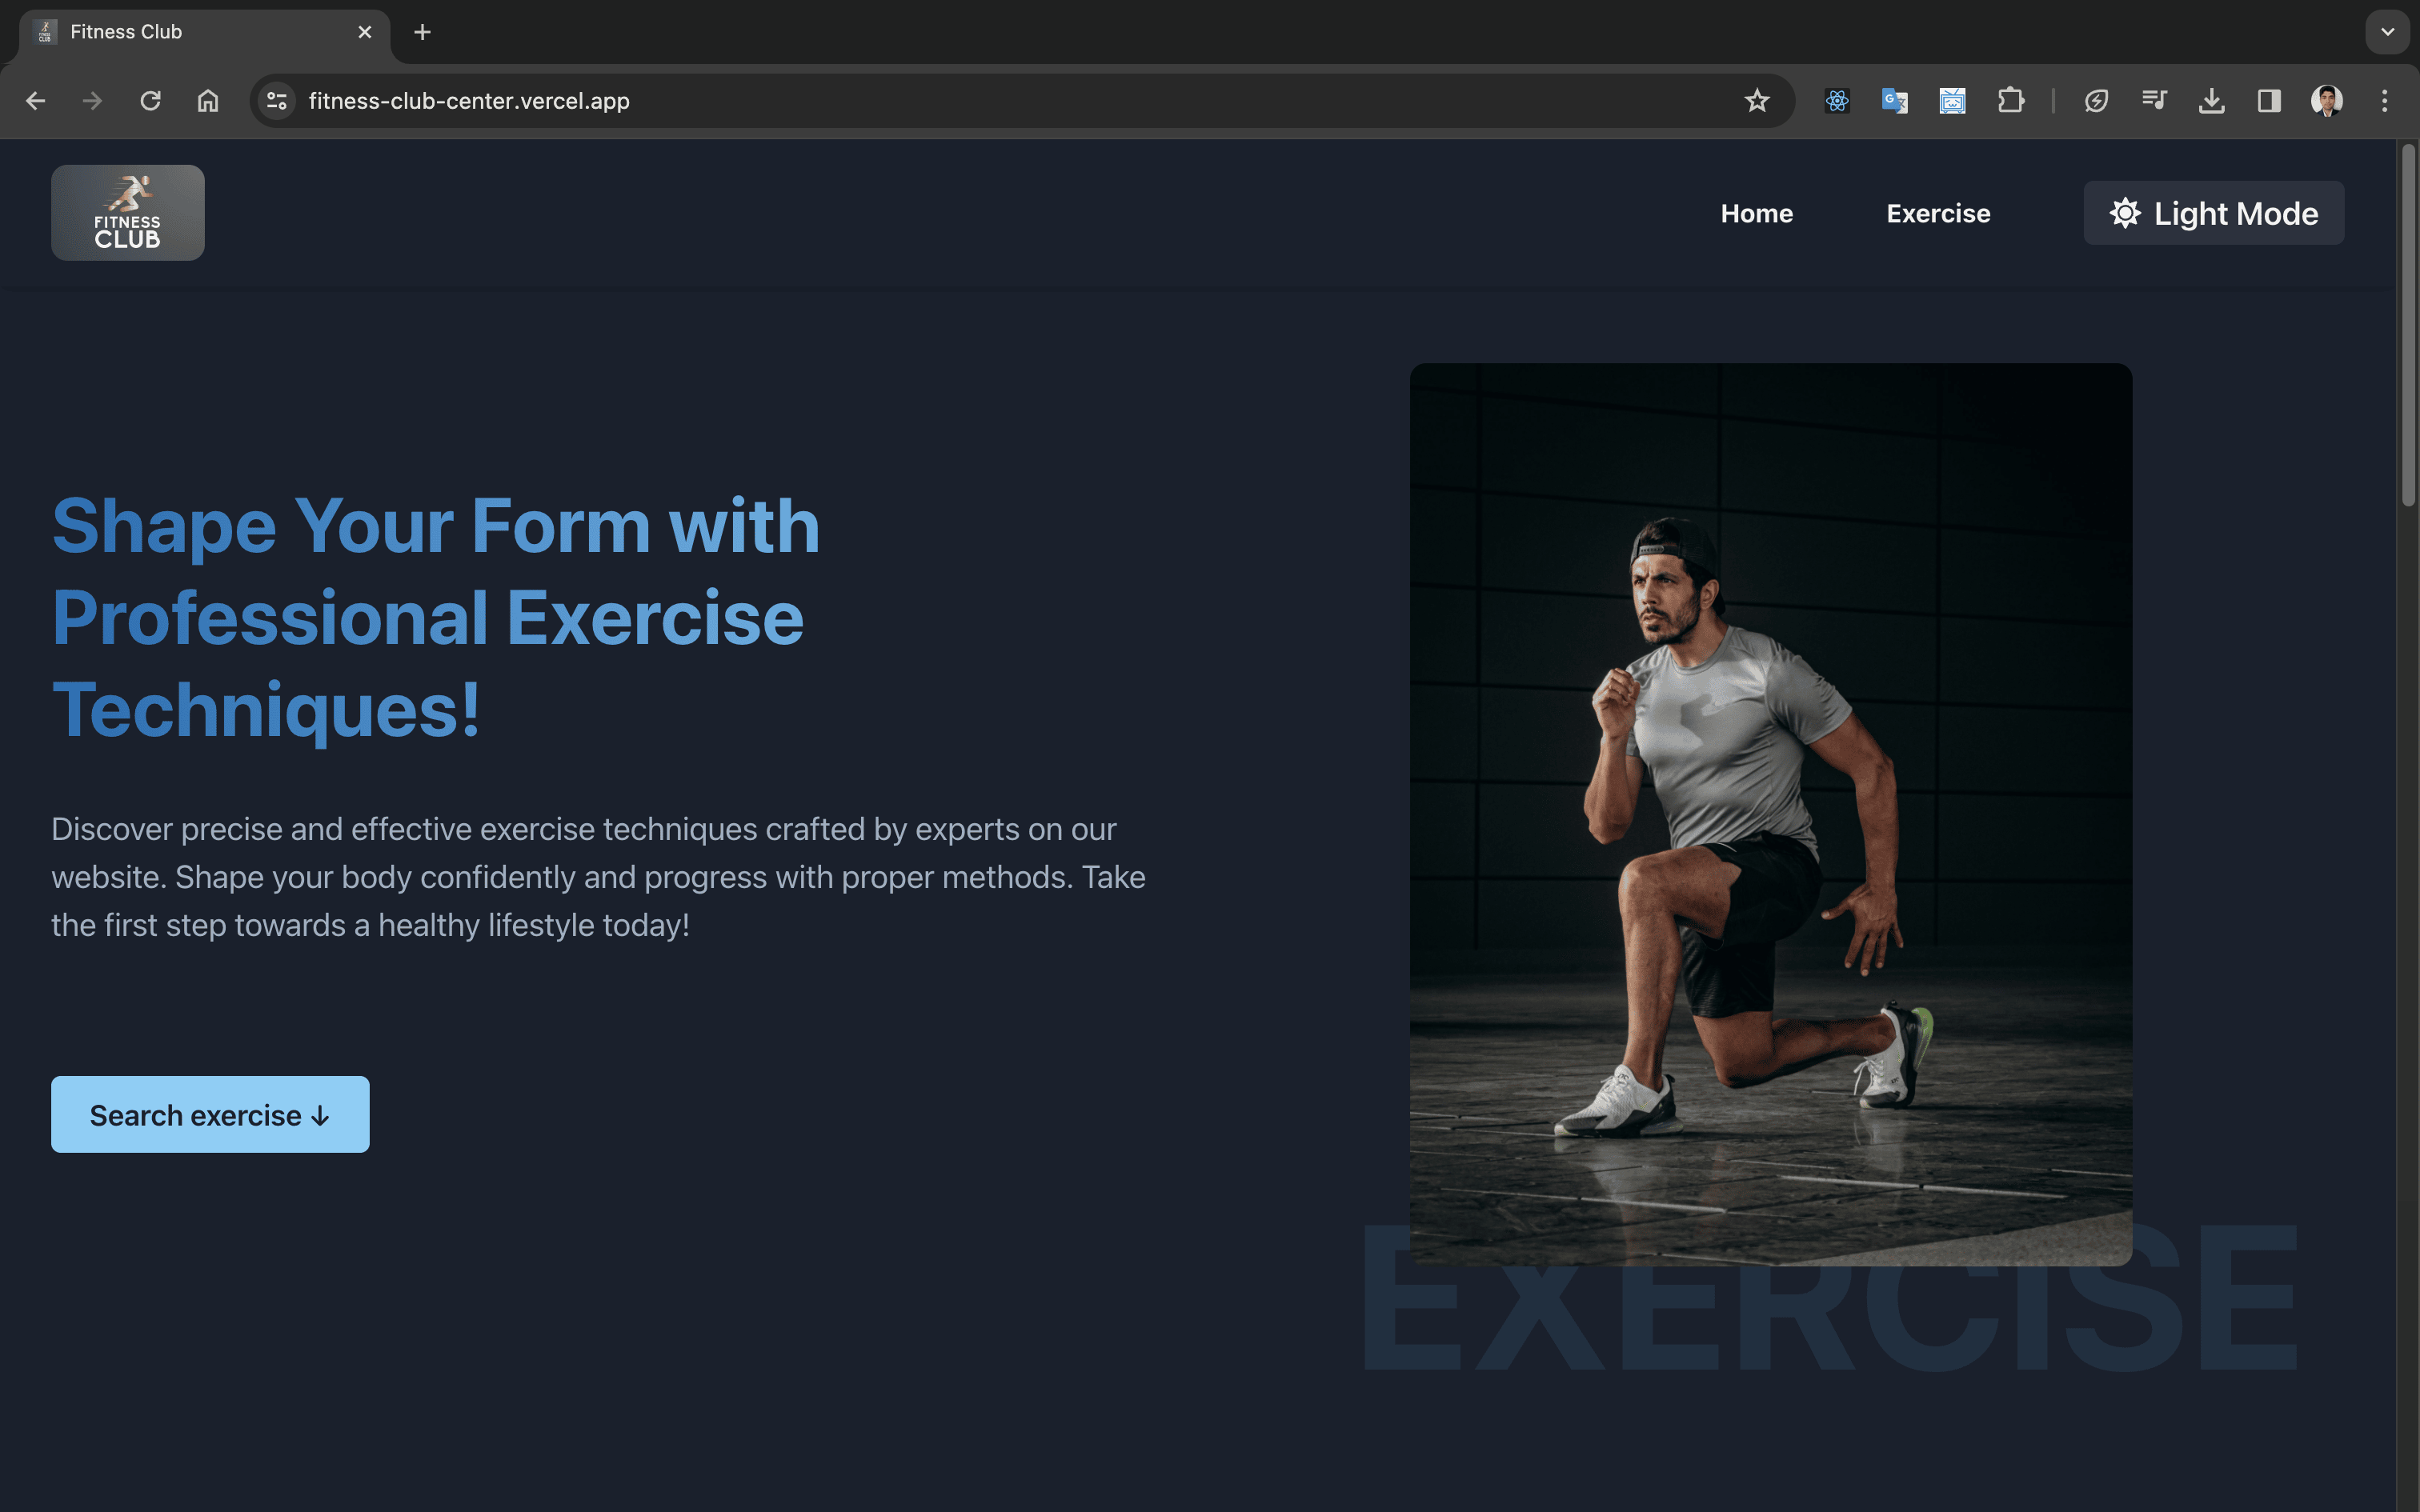 Fitness Club
fitness-club-center.vercel.app
FITNESS
CLUB
Home
Exercise
Light Mode
Shape Your Form with
Professional Exercise
Techniques!
Discover precise and effective exercise techniques crafted by experts on our
website. Shape your body confidently and progress with proper methods. Take
the first step towards a healthy lifestyle today!
Search exercise ↓
EXERCISE